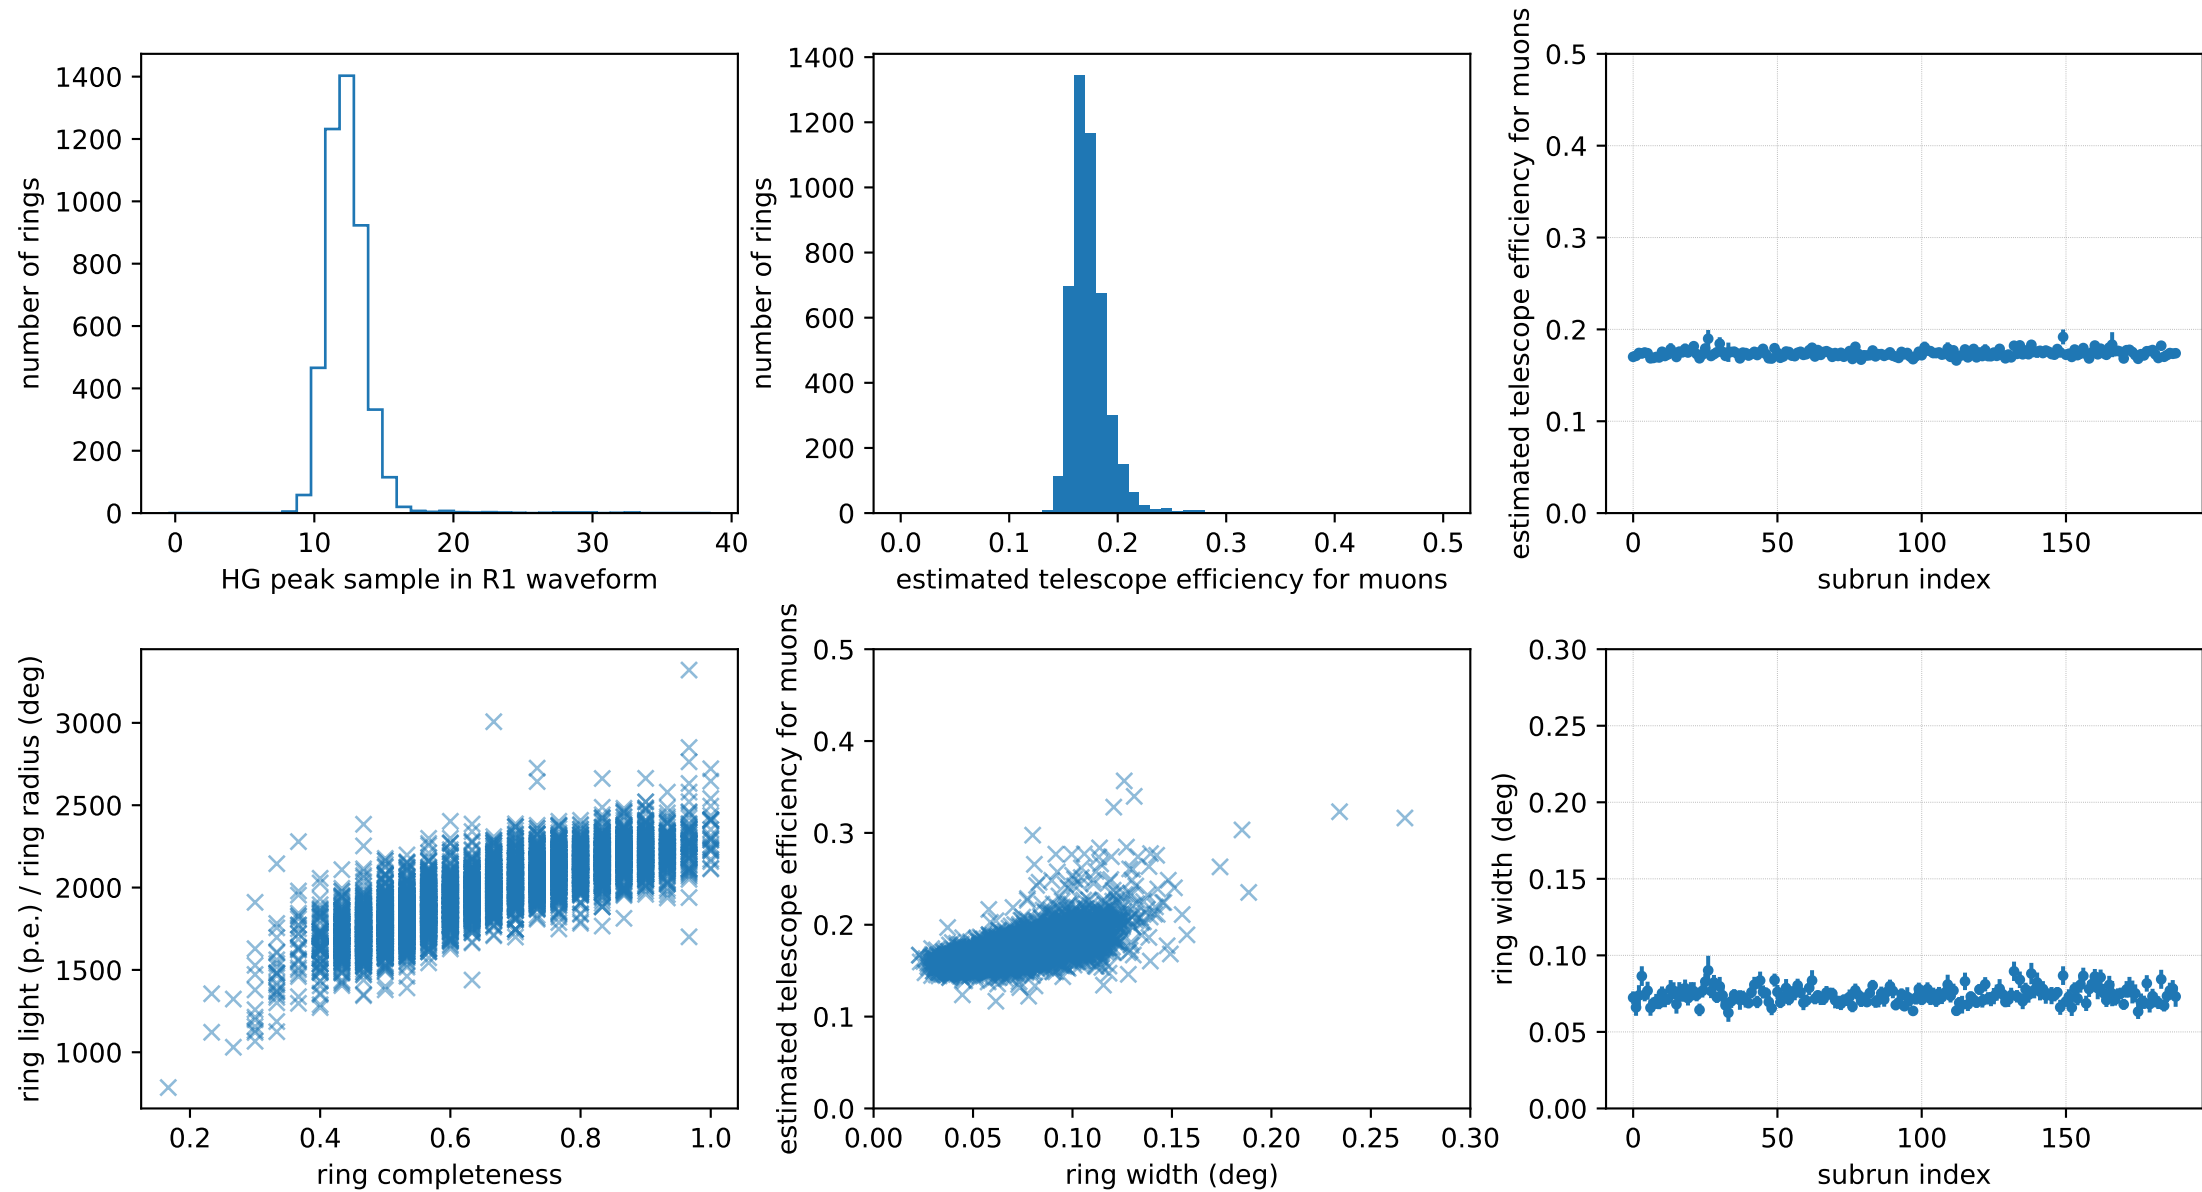 number of rings
1400
1200
1000
800
600
400
200
0
0 10 20 30 40
HG peak sample in R1 waveform
number of rings
1400
1200
1000
800
600
400
200
0
0.0 0.1 0.2 0.3 0.4 0.5
estimated telescope efficiency for muons
estimated telescope efficiency for muons
0.5
0.4
0.3
0.2
0.1
0.0
0 50 100 150
subrun index
ring light (p.e.) / ring radius (deg)
3000
2500
2000
1500
1000
0.2 0.4 0.6 0.8 1.0
ring completeness
estimated telescope efficiency for muons
0.5
0.4
0.3
0.2
0.1
0.0
0.00 0.05 0.10 0.15 0.20 0.25 0.30
ring width (deg)
ring width (deg)
0.30
0.25
0.20
0.15
0.10
0.05
0.00
0 50 100 150
subrun index